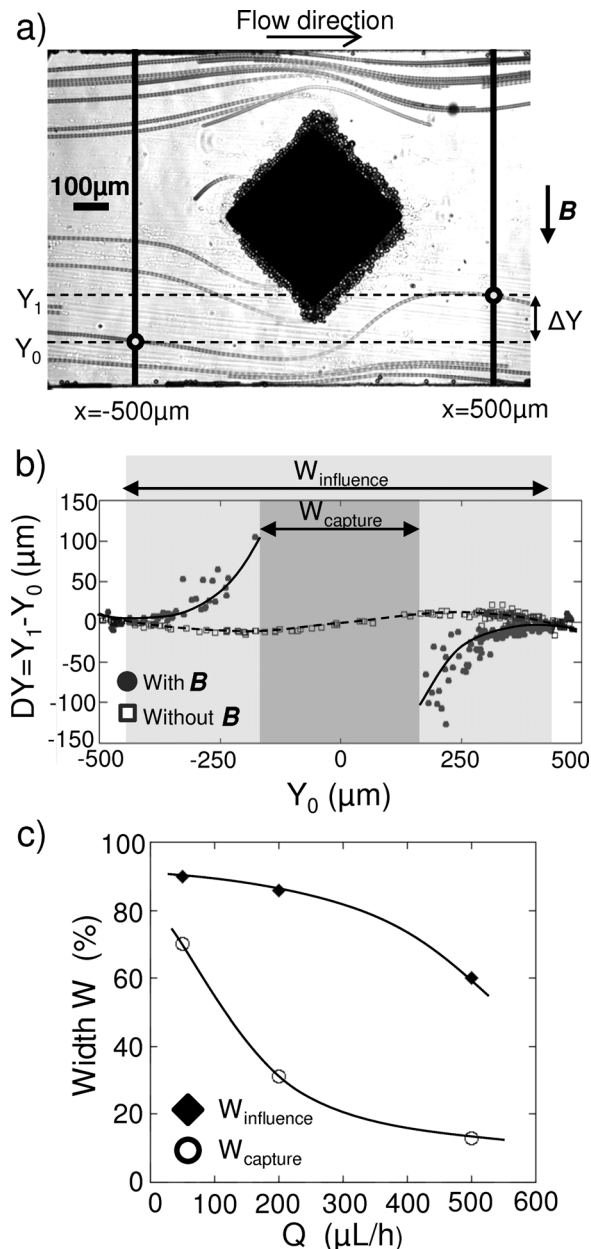 a)
Flow direction
100µm
B
Y1
ΔY
Y0
x=-500µm
x=500µm
b)
Winfluence
Wcapture
150
100
50
0
-50
-100
-150
DY=Y1-Y0 (µm)
With B
Without B
-500
-250
0
250
500
Y0 (µm)
c)
100
80
60
40
20
0
Width W (%)
Winfluence
Wcapture
0
100
200
300
400
500
600
Q (µL/h)